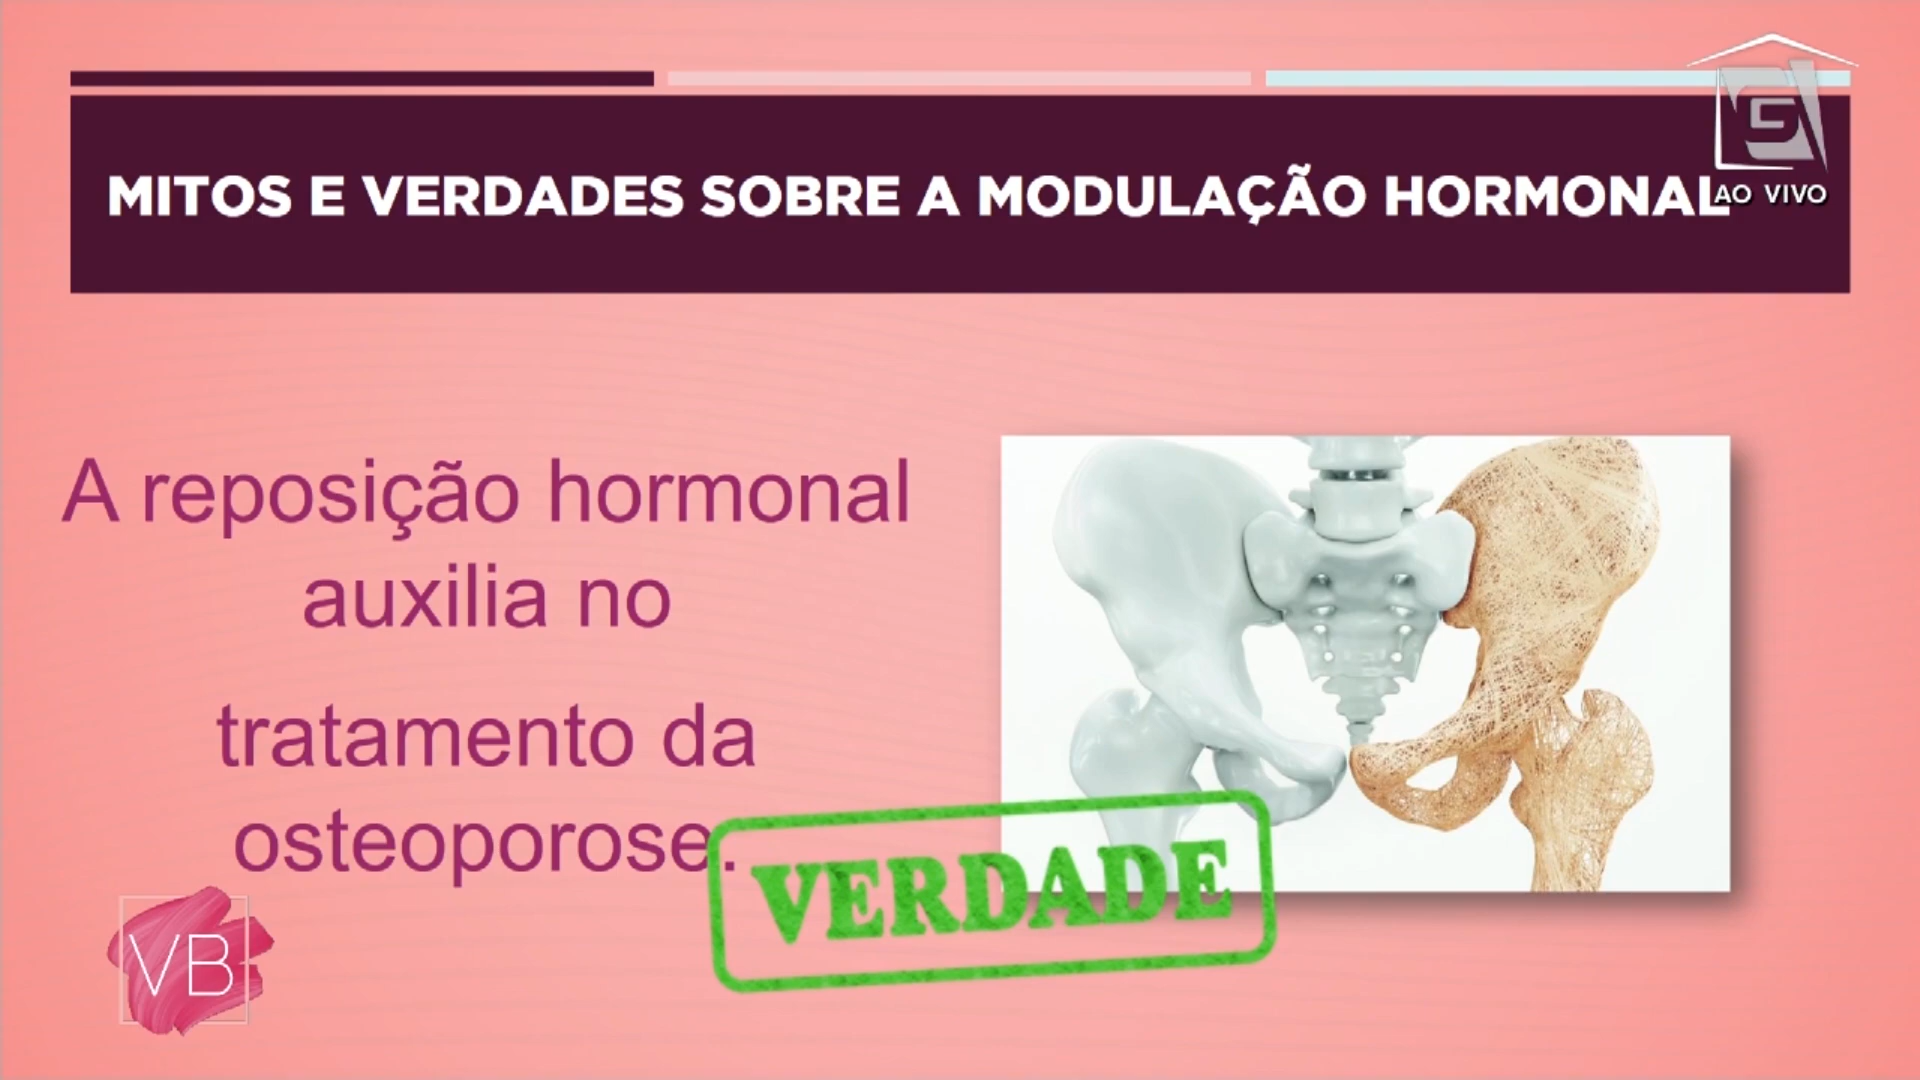 MITOS E VERDADES SOBRE A MODULAÇÃO HORMONAL
AO VIVO
A reposição hormonal
auxilia no
tratamento da
osteoporose.
VERDADE
VB